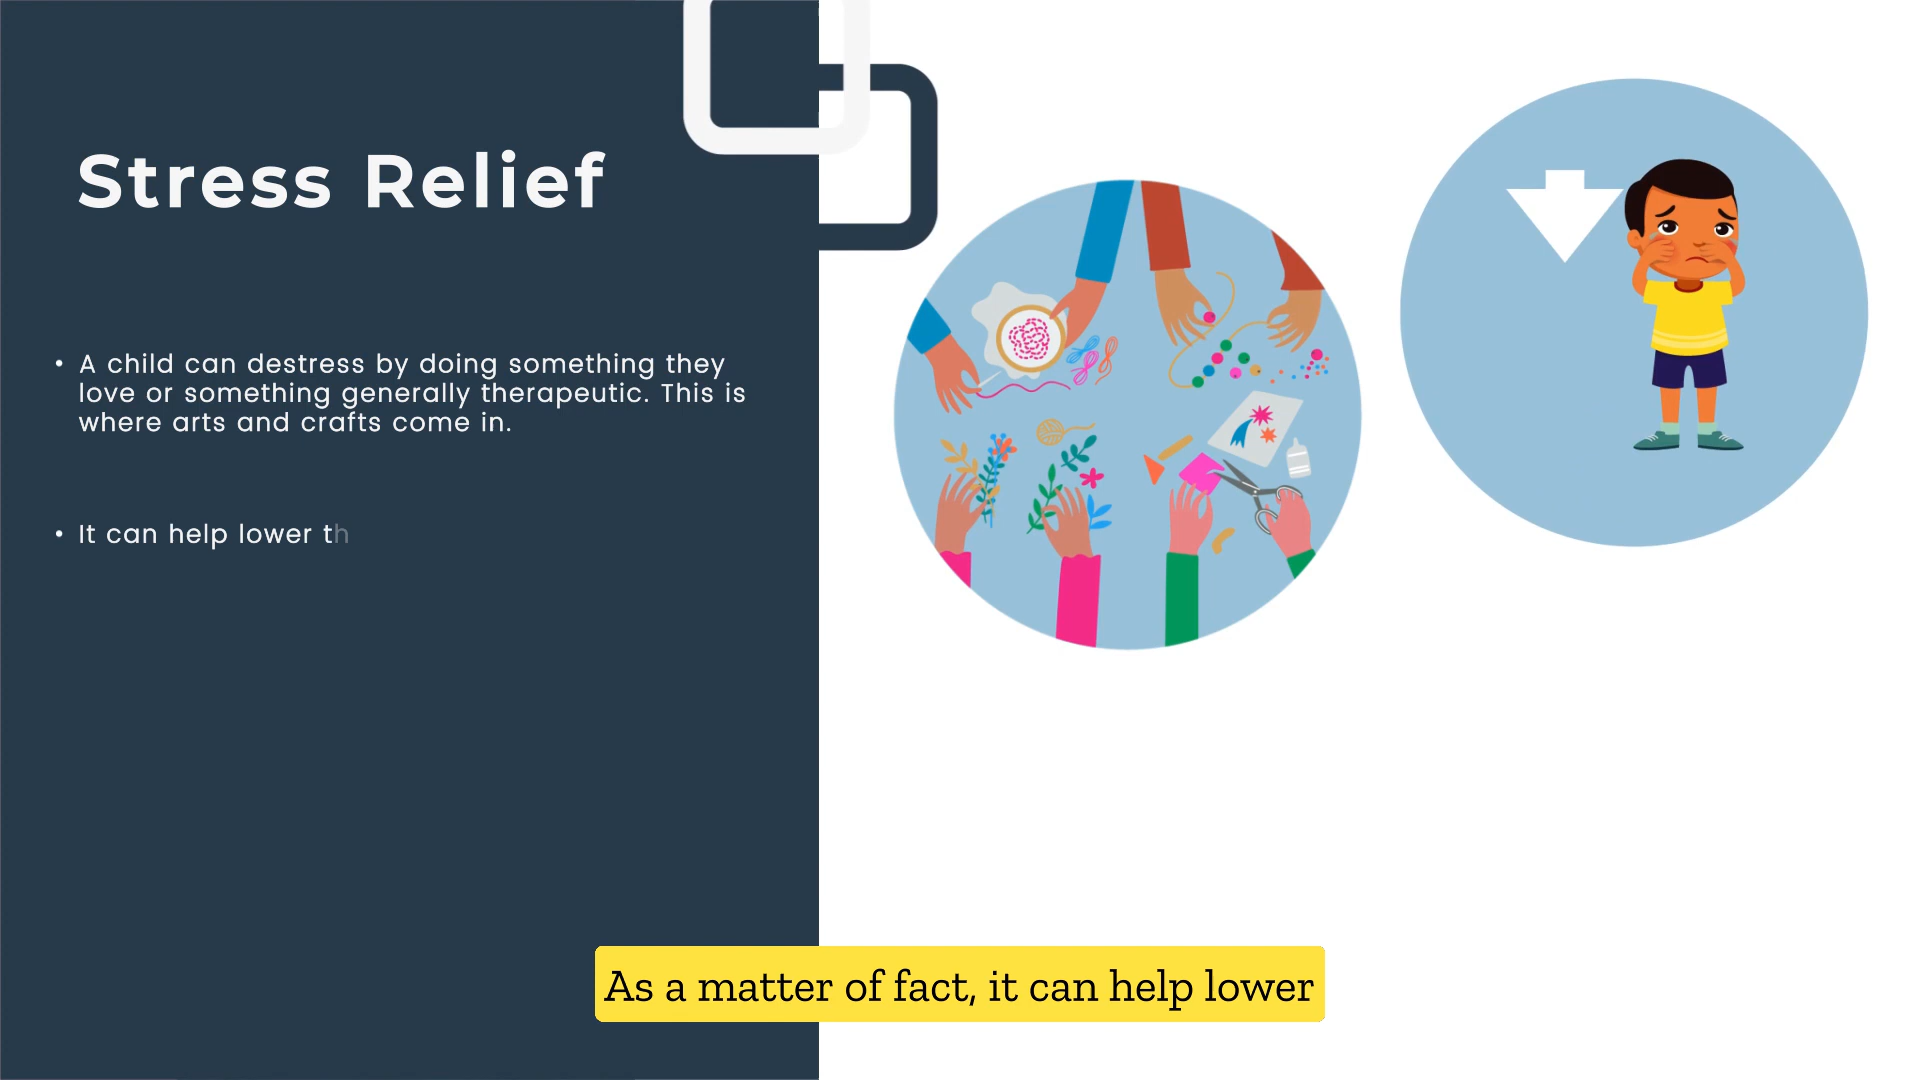 Stress Relief
• A child can destress by doing something they
love or something generally therapeutic. This is
where arts and crafts come in.
• It can help lower th
As a matter of fact, it can help lower